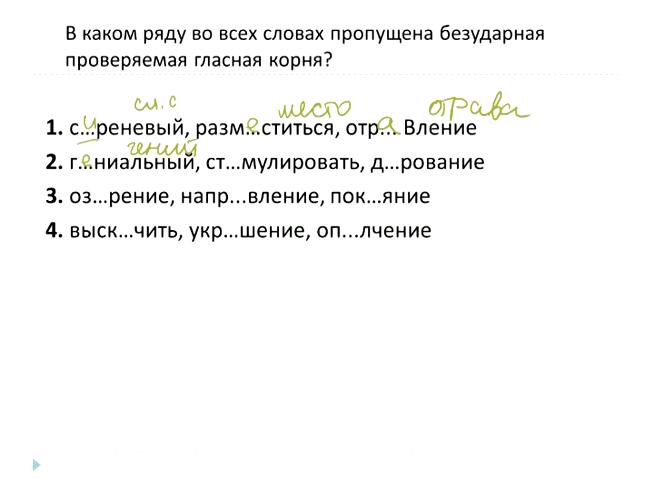 В каком ряду во всех словах пропущена безударная
проверяемая гласная корня?
сл. с место отрава
1. с...реневый, разм...ститься, отр... Вление
и е а
гений
2. г...ниальный, ст...мулировать, д...рование
е
3. оз...рение, напр...вление, пок...яние
4. выск...чить, укр...шение, оп...лчение